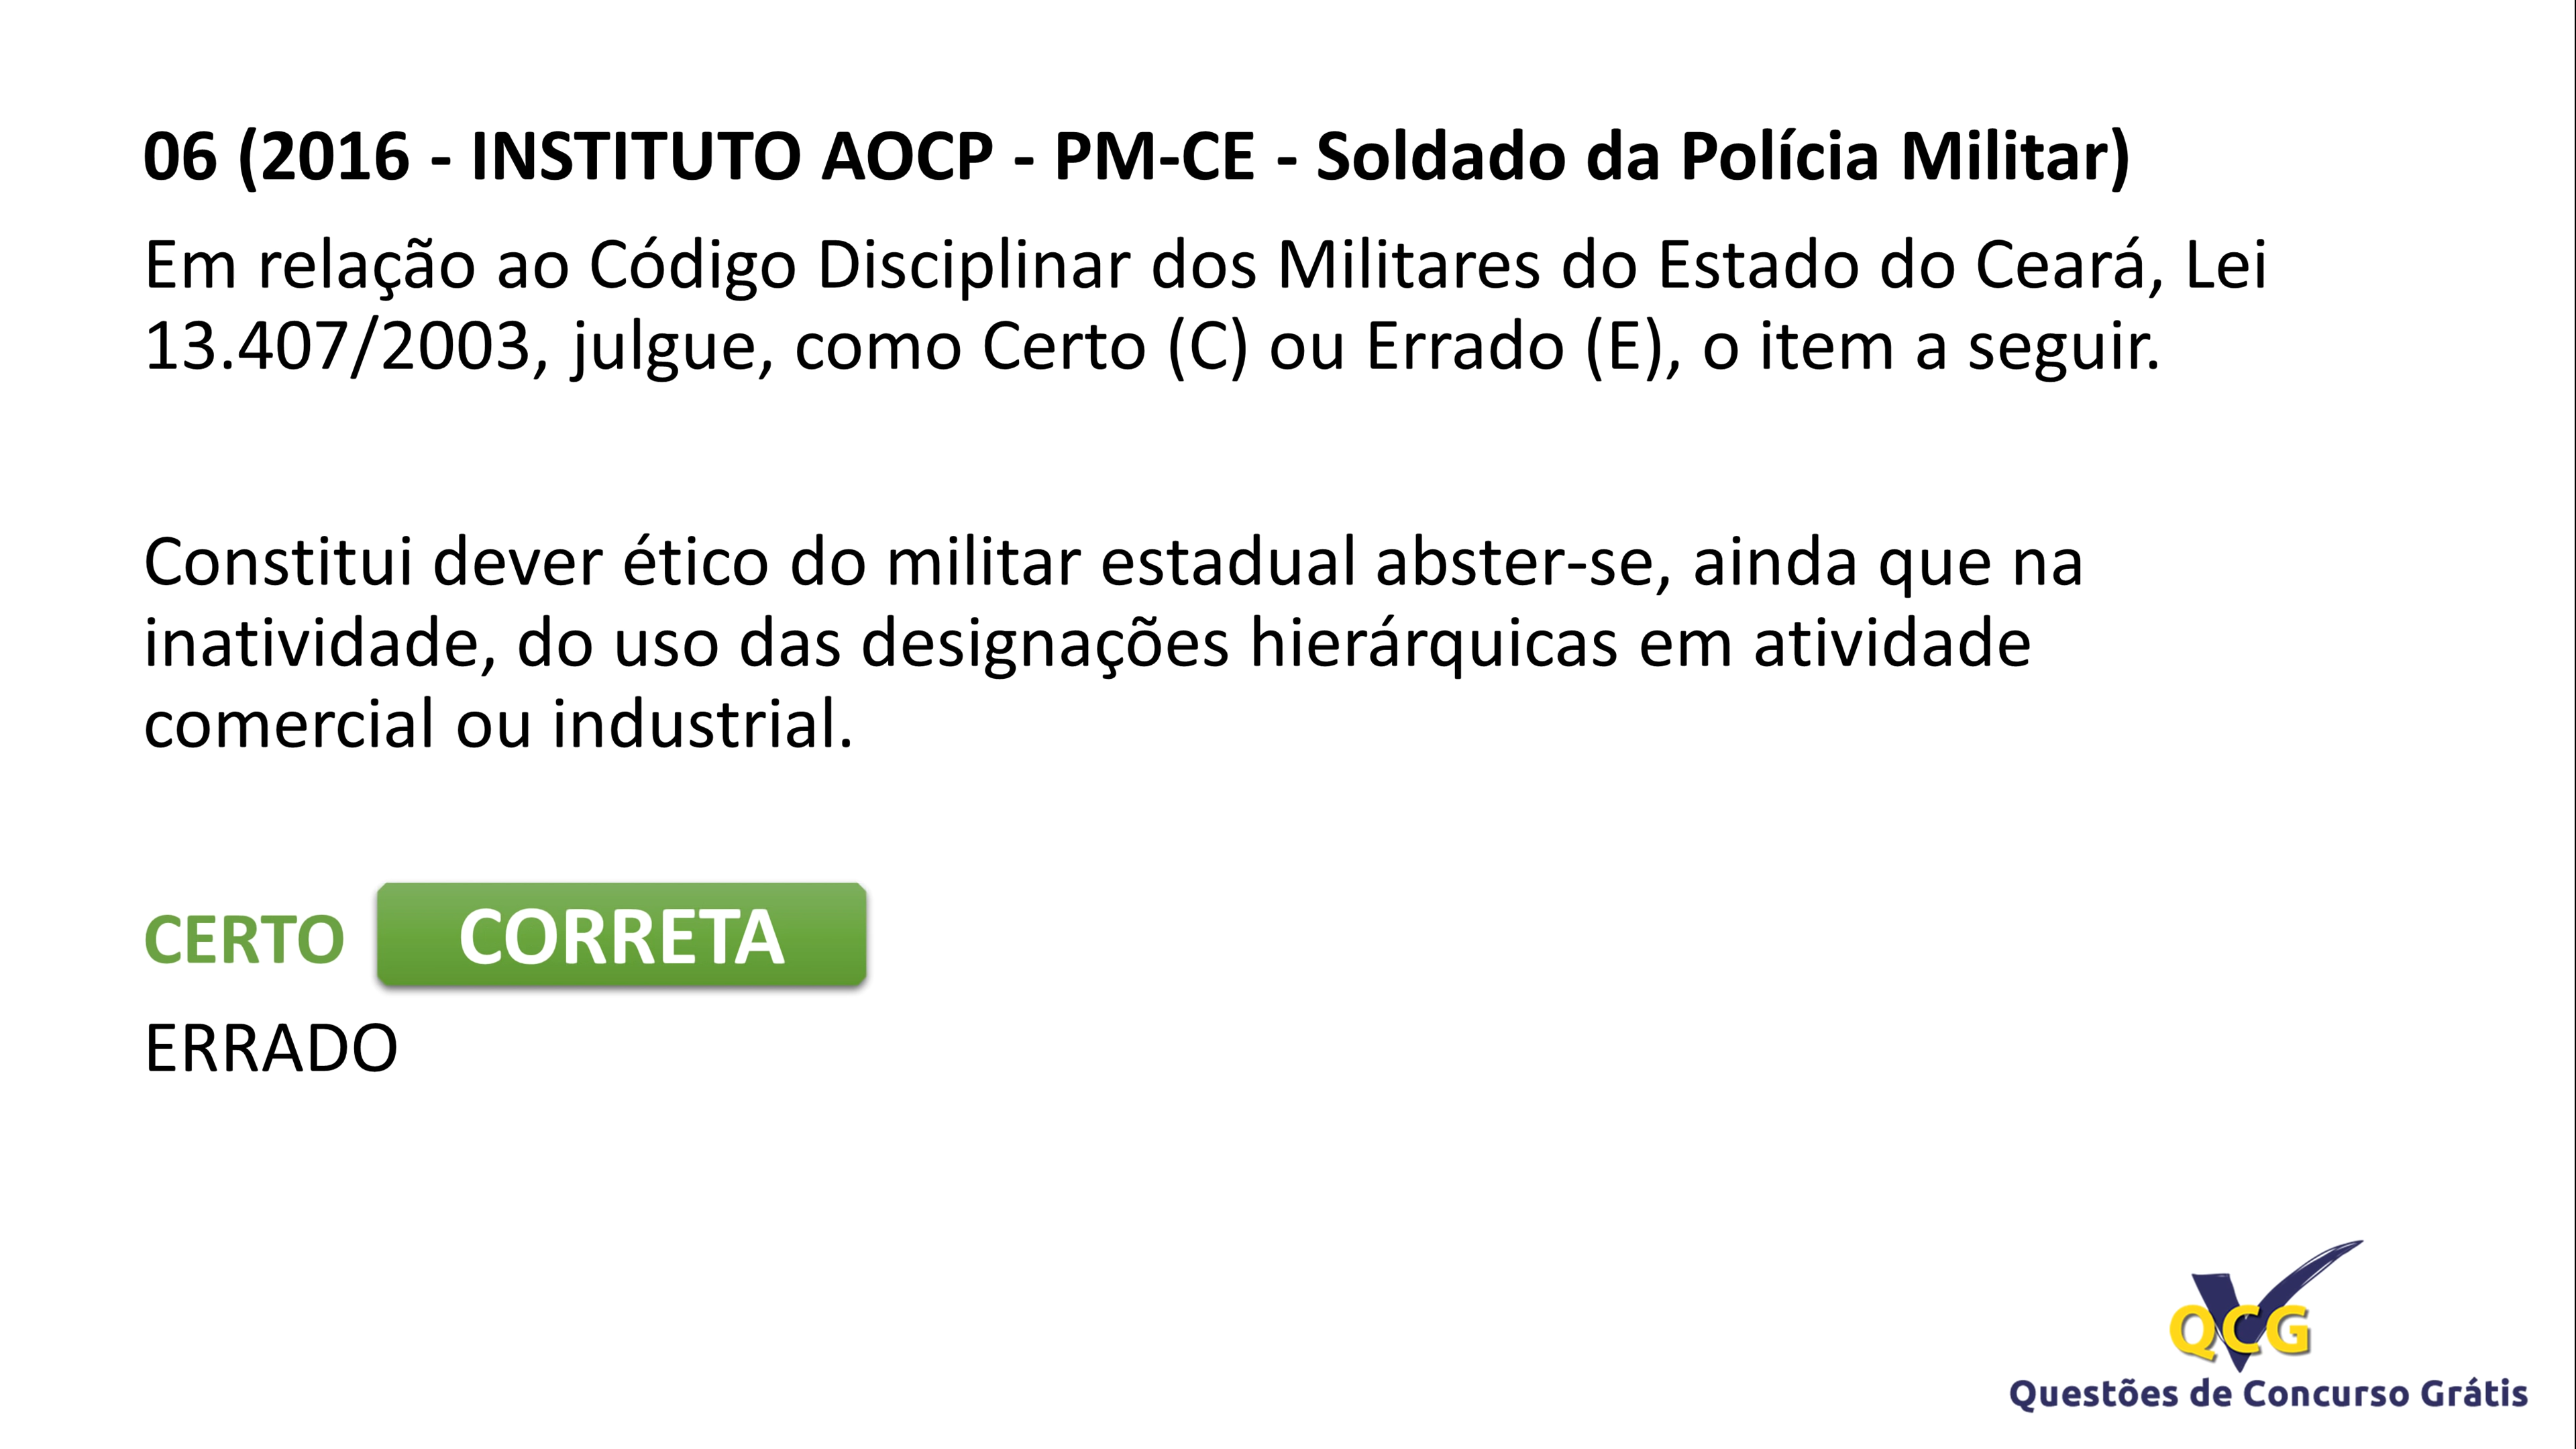 06 (2016 - INSTITUTO AOCP - PM-CE - Soldado da Polícia Militar)
Em relação ao Código Disciplinar dos Militares do Estado do Ceará, Lei
13.407/2003, julgue, como Certo (C) ou Errado (E), o item a seguir.
Constitui dever ético do militar estadual abster-se, ainda que na
inatividade, do uso das designações hierárquicas em atividade
comercial ou industrial.
CERTO CORRETA
ERRADO
QCG
Questões de Concurso Grátis